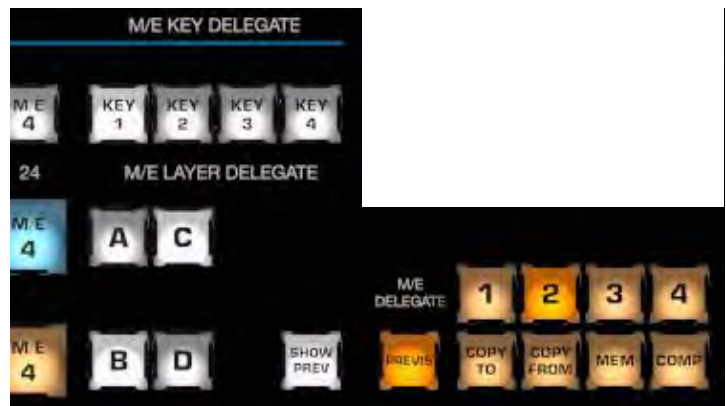 M/E KEY DELEGATE
M E 4
KEY 1
KEY 2
KEY 3
KEY 4
24
M/E LAYER DELEGATE
M/E 4
A
C
M/E DELEGATE
1
2
3
4
M E 4
B
D
SHOW PREV
PREVIS
COPY TO
COPY FROM
MEM
COMP